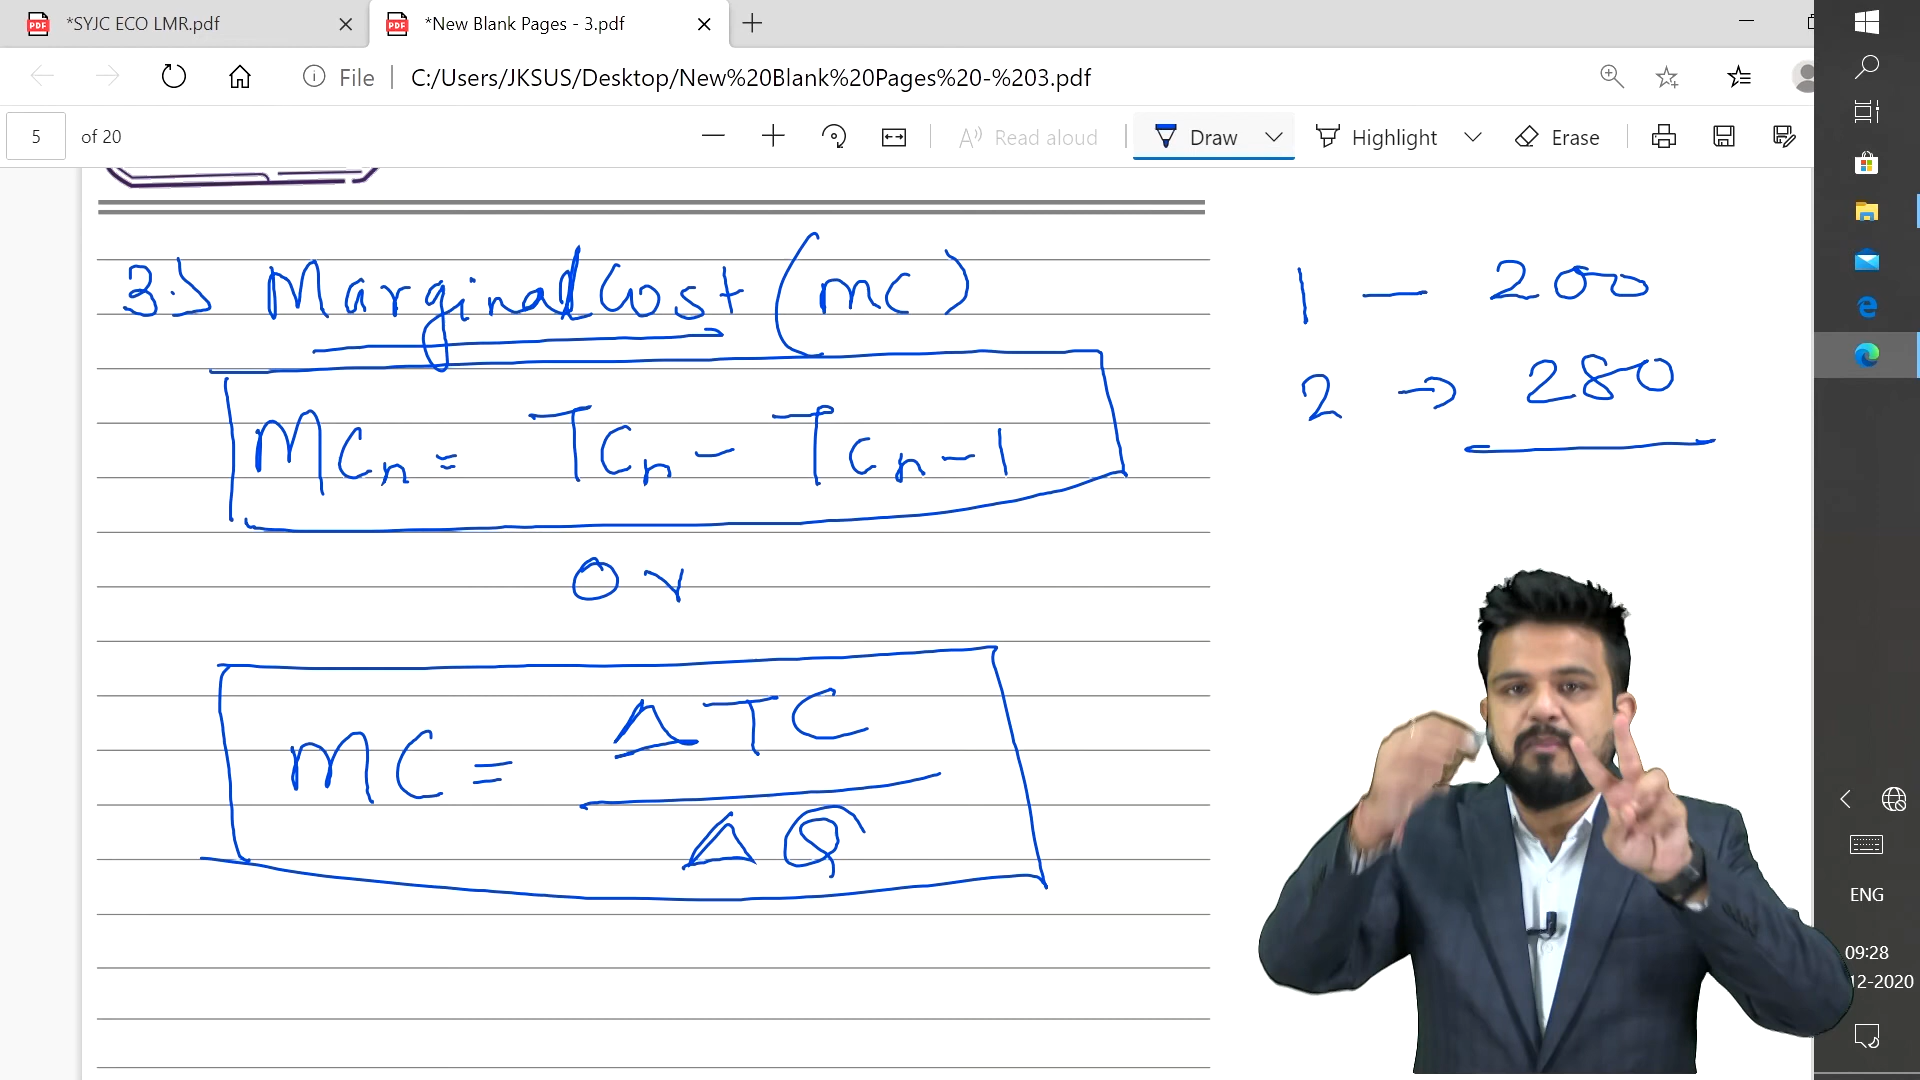 *SYJC ECO LMR.pdf
*New Blank Pages - 3.pdf
File
C:/Users/JKSUS/Desktop/New%20Blank%20Pages%20-%203.pdf
5 of 20
Read aloud
Draw
Highlight
Erase
3.) Marginal Cost (MC)
MCn = TCn - TCn-1
Or
MC = ΔTC
ΔQ
1 — 200
2 → 280
ENG
09:28
12-2020